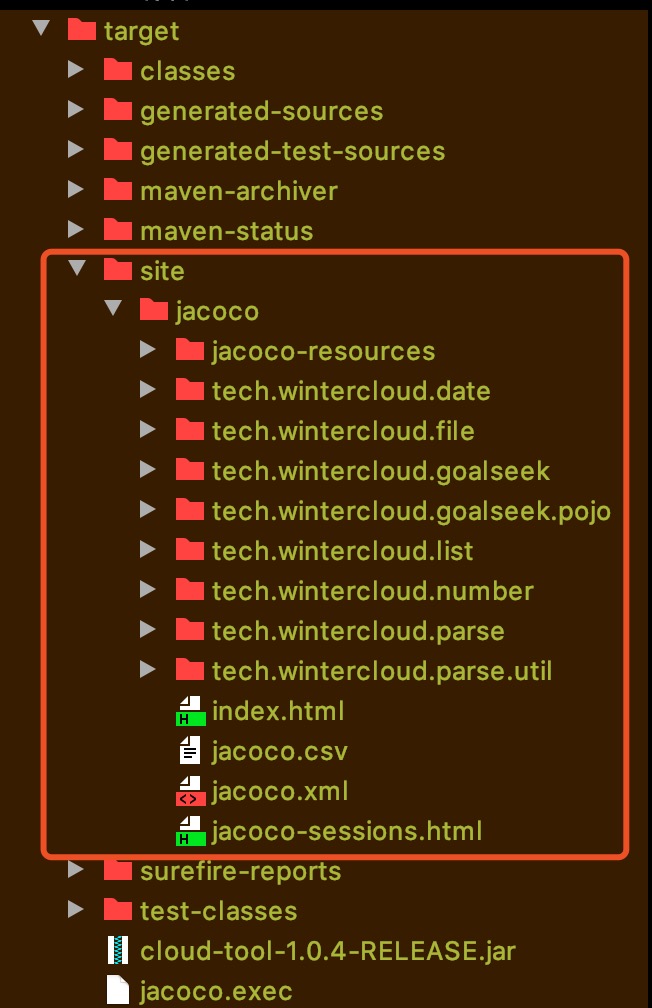 target
classes
generated-sources
generated-test-sources
maven-archiver
maven-status
site
jacoco
jacoco-resources
tech.wintercloud.date
tech.wintercloud.file
tech.wintercloud.goalseek
tech.wintercloud.goalseek.pojo
tech.wintercloud.list
tech.wintercloud.number
tech.wintercloud.parse
tech.wintercloud.parse.util
index.html
jacoco.csv
jacoco.xml
jacoco-sessions.html
surefire-reports
test-classes
cloud-tool-1.0.4-RELEASE.jar
jacoco.exec